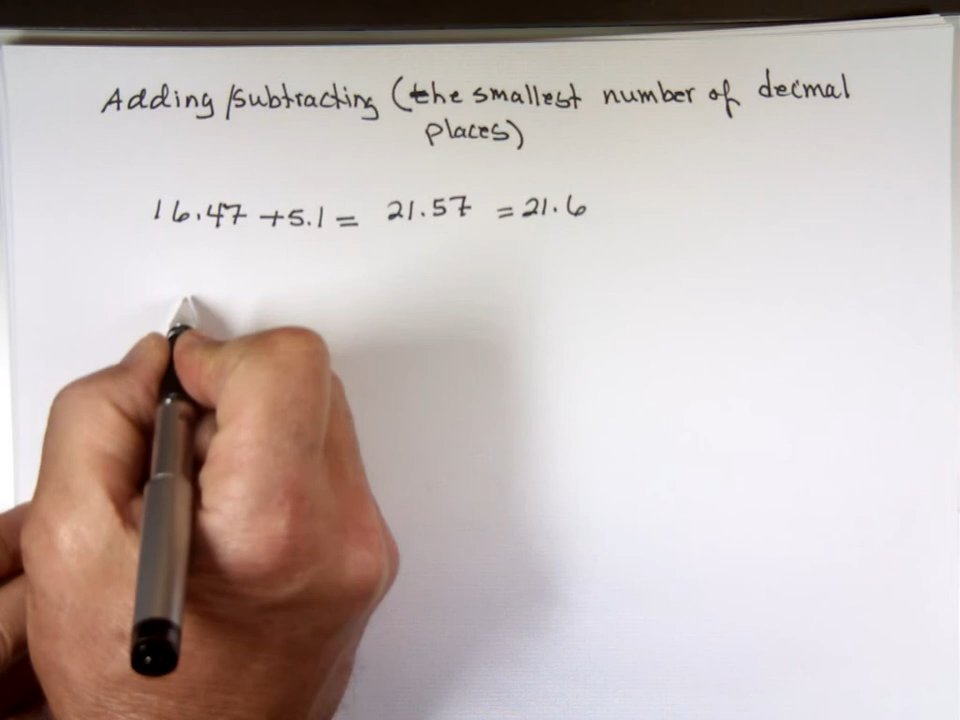 Adding/subtracting (the smallest number of decimal
places)
16.47 +5.1 = 21.57 = 21.6